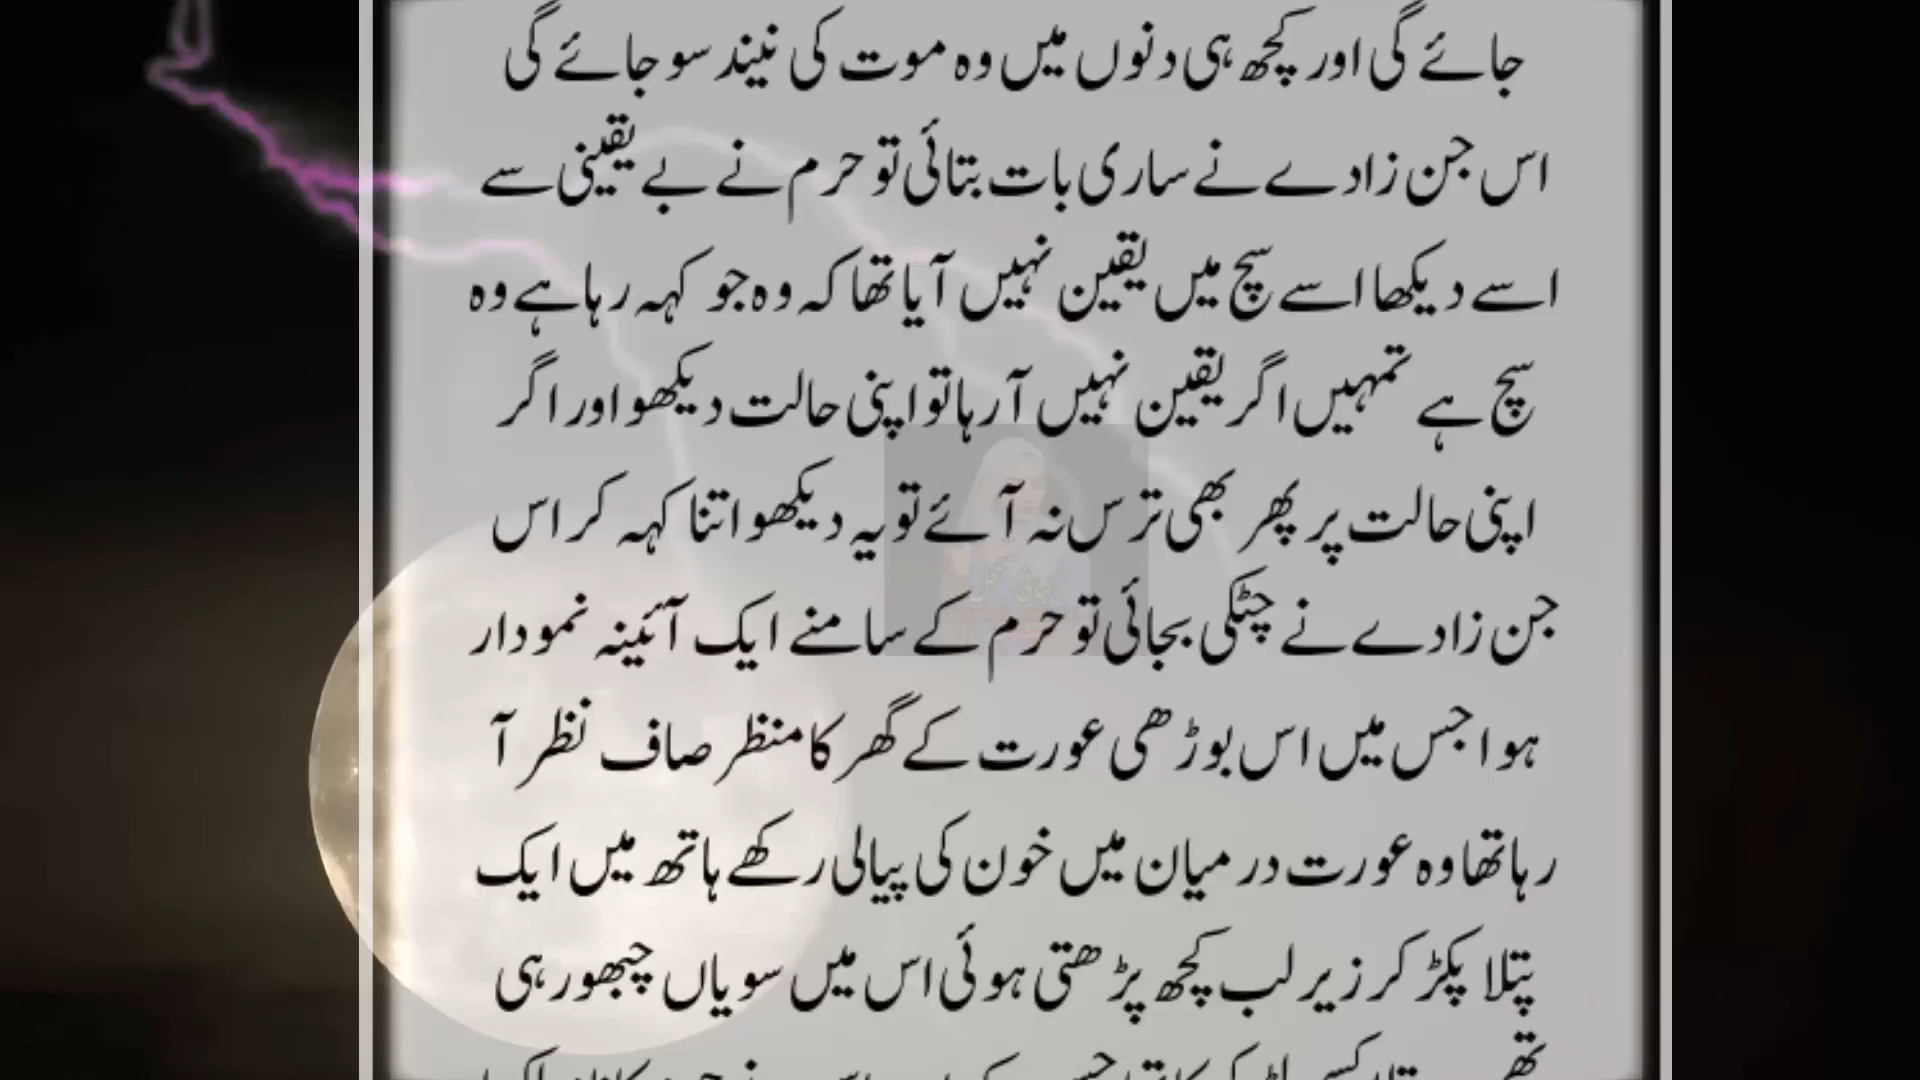 جائے گی اور کچھ ہی دنوں میں وہ موت کی نیند سو جائے گی
اس جن زادے نے ساری بات بتائی تو حرم نے بے یقینی سے
اسے دیکھا اسے سچ میں یقین نہیں آیا تھا کہ وہ جو کہہ رہا ہے وہ
سچ ہے تمہیں اگر یقین نہیں آ رہا تو اپنی حالت دیکھو اور اگر
اپنی حالت پر پھر بھی ترس نہ آئے تو یہ دیکھو اتنا کہہ کر اس
جن زادے نے چٹکی بجائی تو حرم کے سامنے ایک آئینہ نمودار
ہوا جس میں اس بوڑھی عورت کے گھر کا منظر صاف نظر آ
رہا تھا وہ عورت درمیان میں خون کی پیالی رکھے ہاتھ میں ایک
پتلا پکڑ کر زیر لب کچھ پڑھتی ہوئی اس میں سویاں چبھو رہی